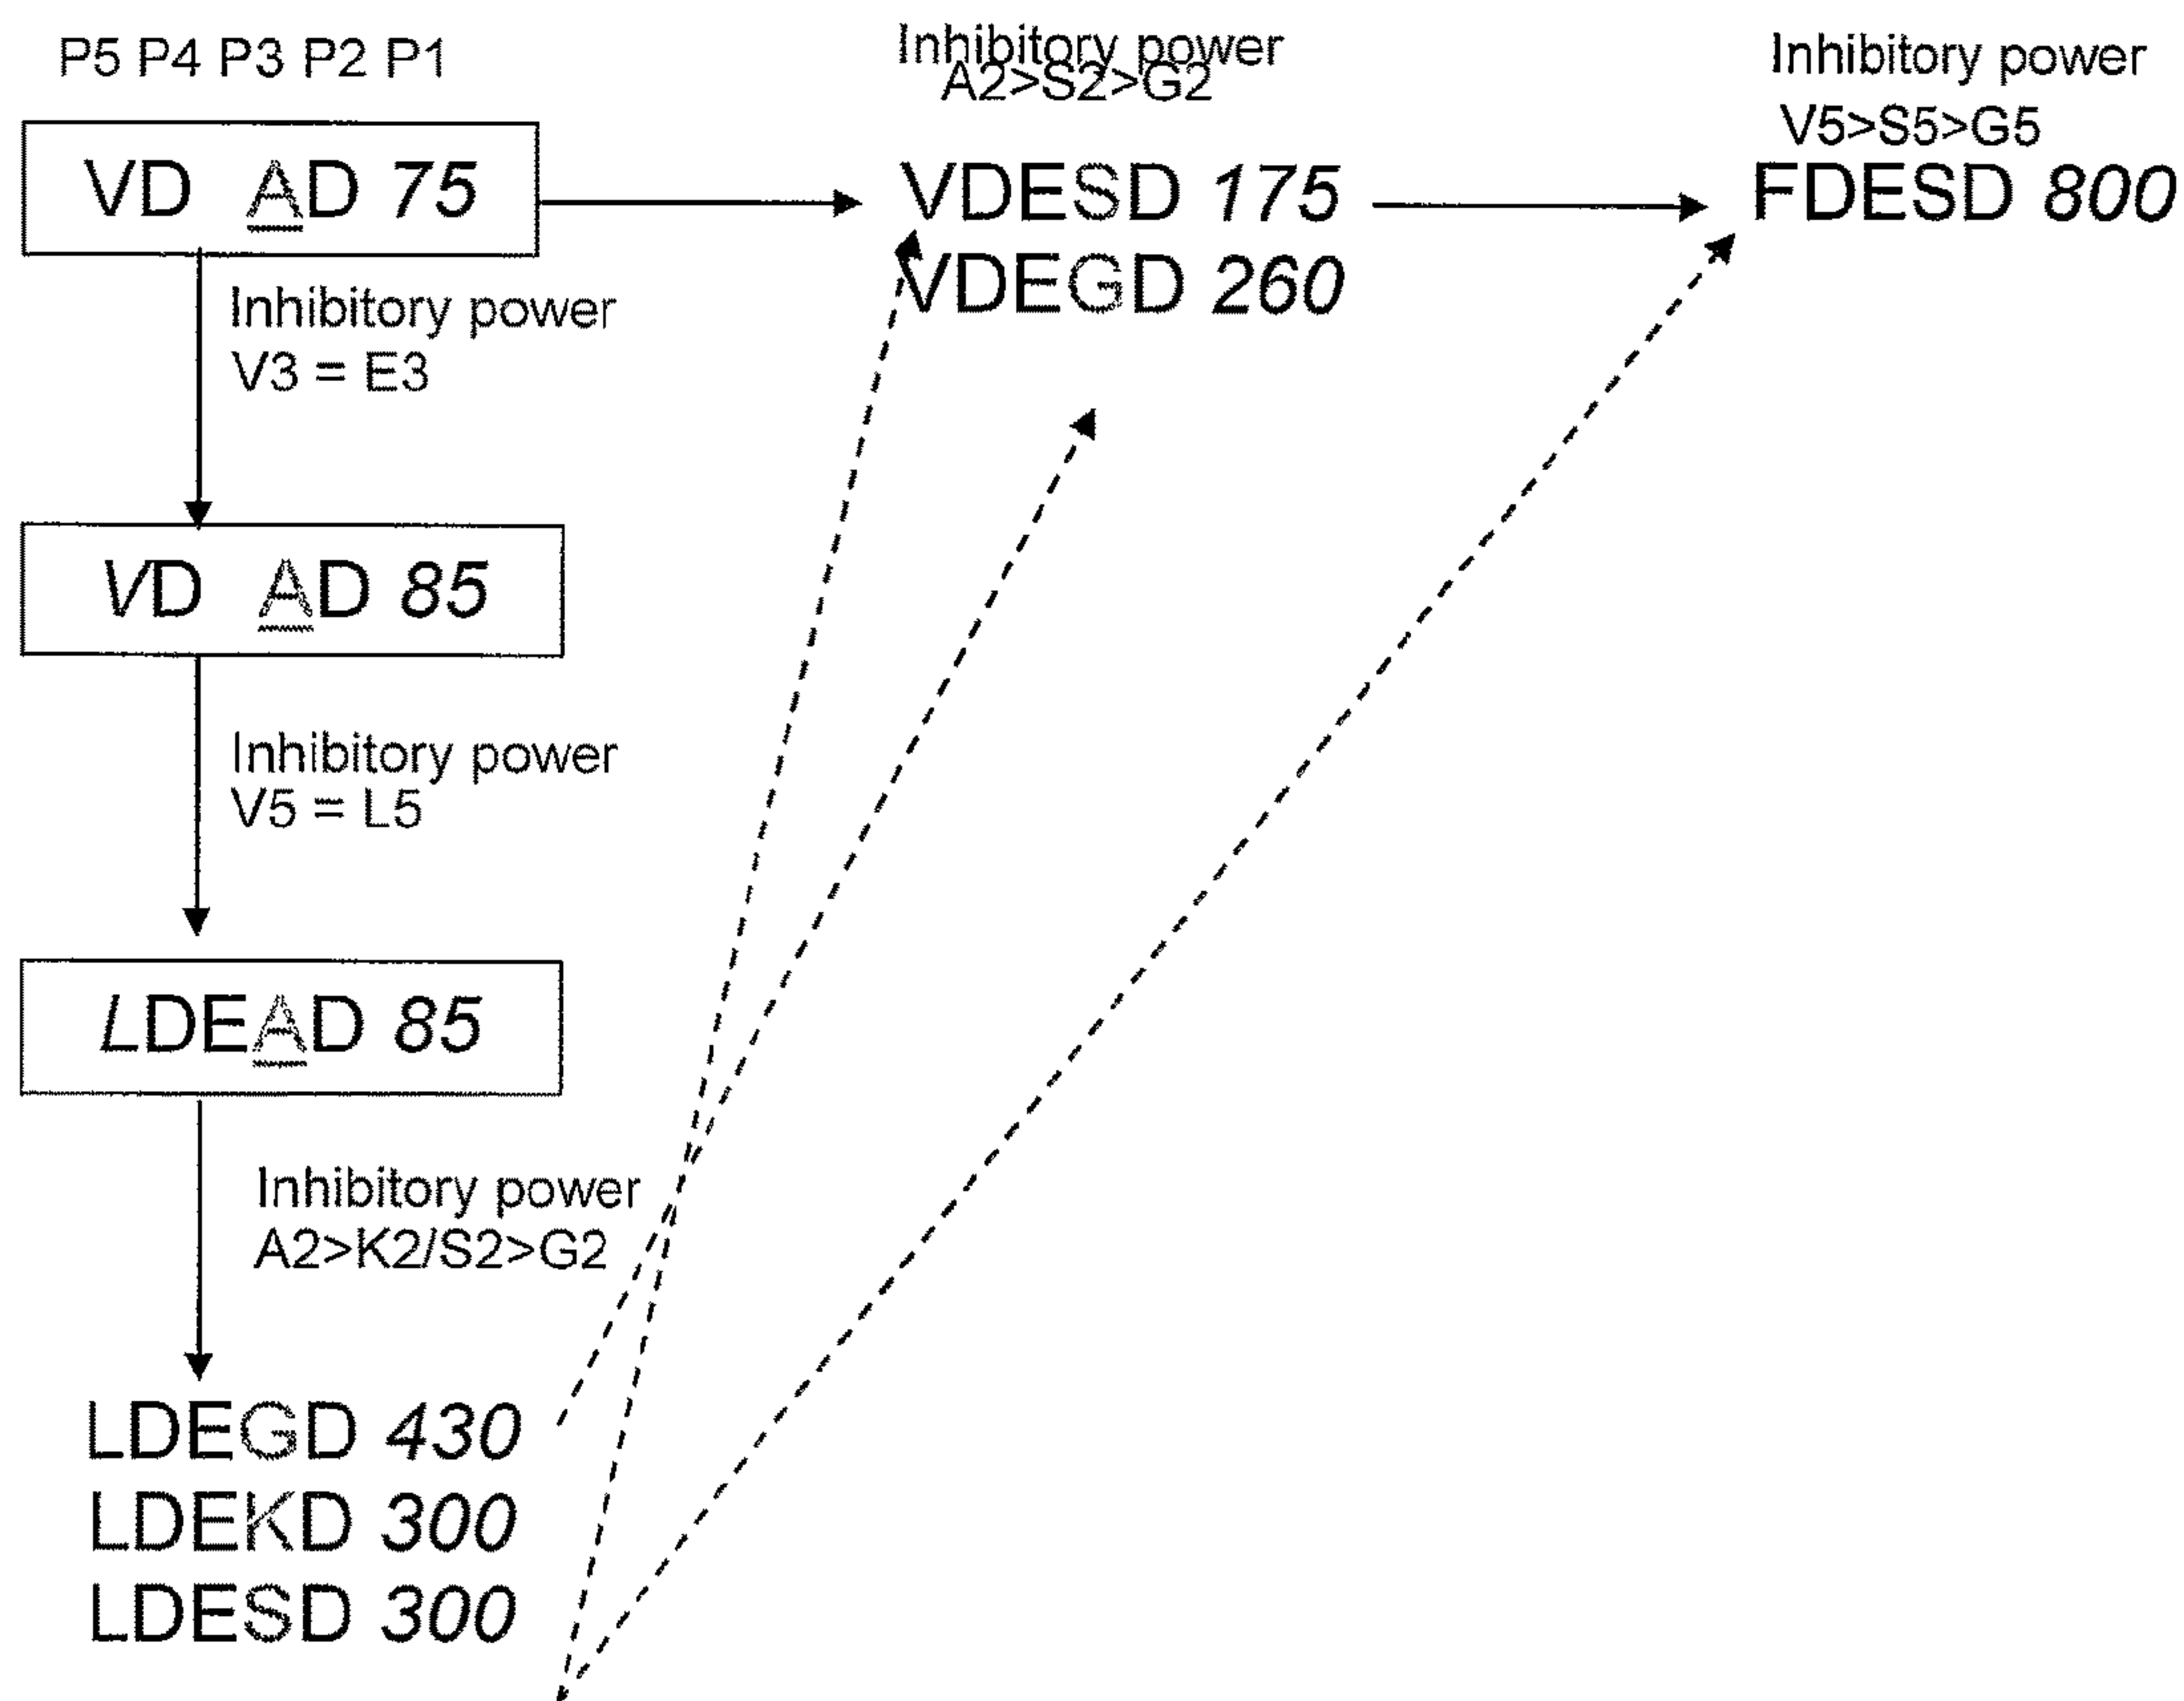 P5 P4 P3 P2 P1
VD AD 75
Inhibitory power
V3 = E3
VD AD 85
Inhibitory power
V5 = L5
LDEAD 85
Inhibitory power
A2>K2/S2>G2
LDEGD 430
LDEKD 300
LDESD 300
Inhibitory power
A2>S2>G2
VDESD 175
VDEGD 260
Inhibitory power
V5>S5>G5
FDESD 800